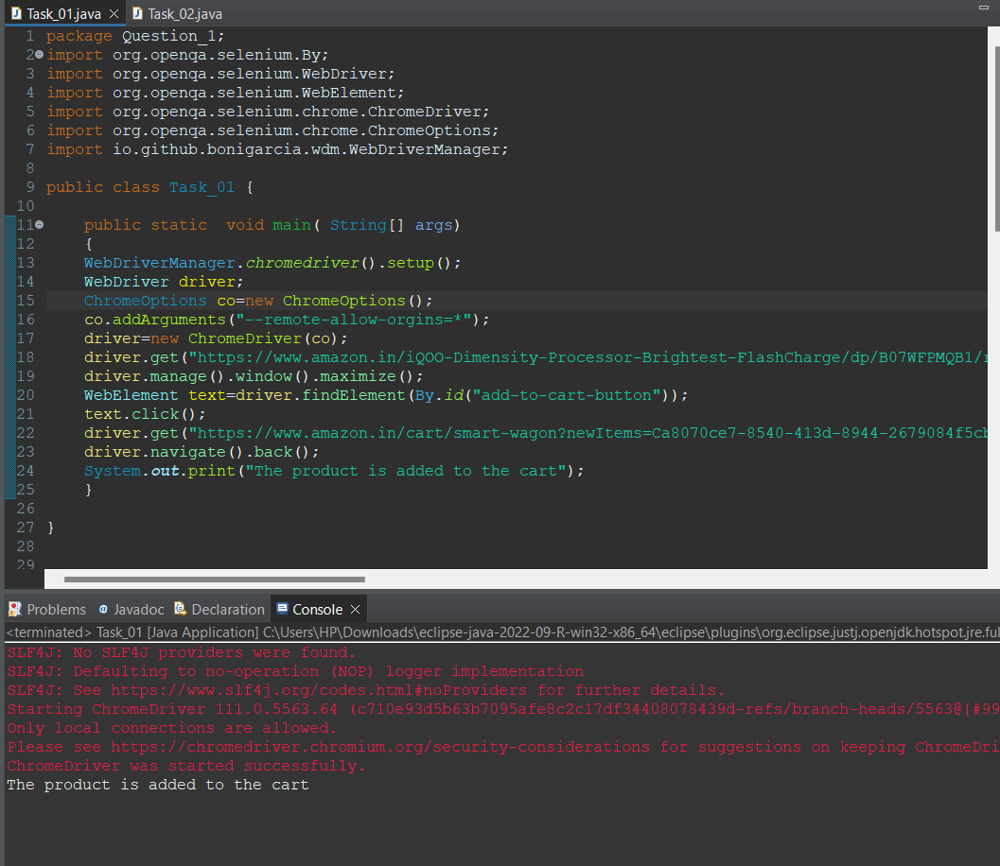 Task_01.java
Task_02.java
1 package Question_1;
2 import org.openqa.selenium.By;
3 import org.openqa.selenium.WebDriver;
4 import org.openqa.selenium.WebElement;
5 import org.openqa.selenium.chrome.ChromeDriver;
6 import org.openqa.selenium.chrome.ChromeOptions;
7 import io.github.bonigarcia.wdm.WebDriverManager;
8
9 public class Task_01 {
10
11 public static  void main( String[] args)
12 {
13 WebDriverManager.chromedriver().setup();
14 WebDriver driver;
15 ChromeOptions co=new ChromeOptions();
16 co.addArguments("--remote-allow-orgins=*");
17 driver=new ChromeDriver(co);
18 driver.get("https://www.amazon.in/iQOO-Dimensity-Processor-Brightest-FlashCharge/dp/B07WFPMQB1/
19 driver.manage().window().maximize();
20 WebElement text=driver.findElement(By.id("add-to-cart-button"));
21 text.click();
22 driver.get("https://www.amazon.in/cart/smart-wagon?newItems=Ca8070ce7-8540-413d-8944-2679084f5cb
23 driver.navigate().back();
24 System.out.print("The product is added to the cart");
25 }
26
27 }
28
29
Problems @ Javadoc Declaration Console
<terminated> Task_01 [Java Application] C:\Users\HP\Downloads\eclipse-java-2022-09-R-win32-x86_64\eclipse\plugins\org.eclipse.justj.openjdk.hotspot.jre.ful
SLF4J: No SLF4J providers were found.
SLF4J: Defaulting to no-operation (NOP) logger implementation
SLF4J: See https://www.slf4j.org/codes.html#noProviders for further details.
Starting ChromeDriver 111.0.5563.64 (c710e93d5b63b7095afe8c2c17df34408078439d-refs/branch-heads/5563@{#99
Only local connections are allowed.
Please see https://chromedriver.chromium.org/security-considerations for suggestions on keeping ChromeDri
ChromeDriver was started successfully.
The product is added to the cart